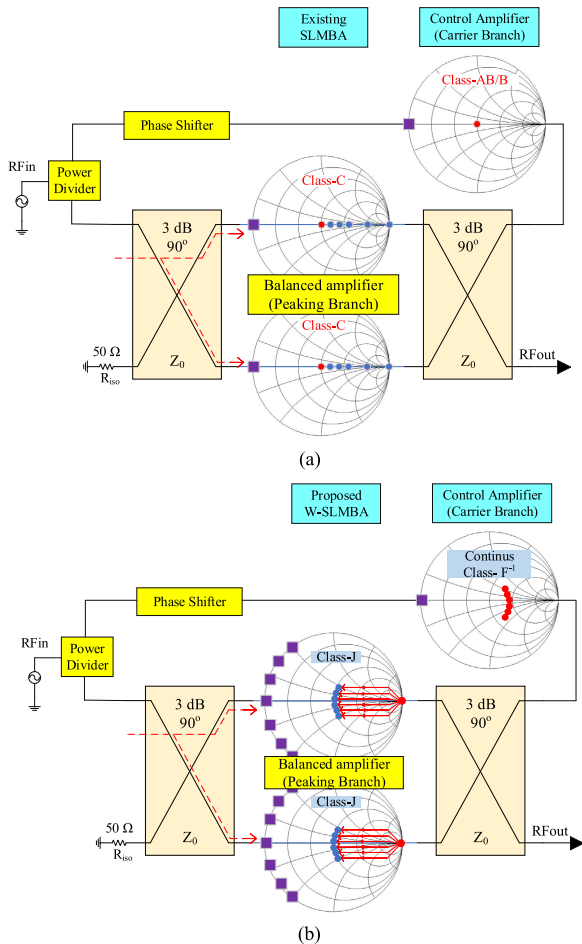 Existing
SLMBA
Control Amplifier
(Carrier Branch)
Class-AB/B
Phase Shifter
RFin
Power
Divider
Class-C
3 dB
90°
3 dB
90°
Balanced amplifier
(Peaking Branch)
Class-C
50 Ω
Riso
Z0
Z0
RFout
(a)
Proposed
W-SLMBA
Control Amplifier
(Carrier Branch)
Continus
Class- F-1
Phase Shifter
RFin
Power
Divider
Class-J
3 dB
90°
3 dB
90°
Balanced amplifier
(Peaking Branch)
Class-J
50 Ω
Riso
Z0
Z0
RFout
(b)